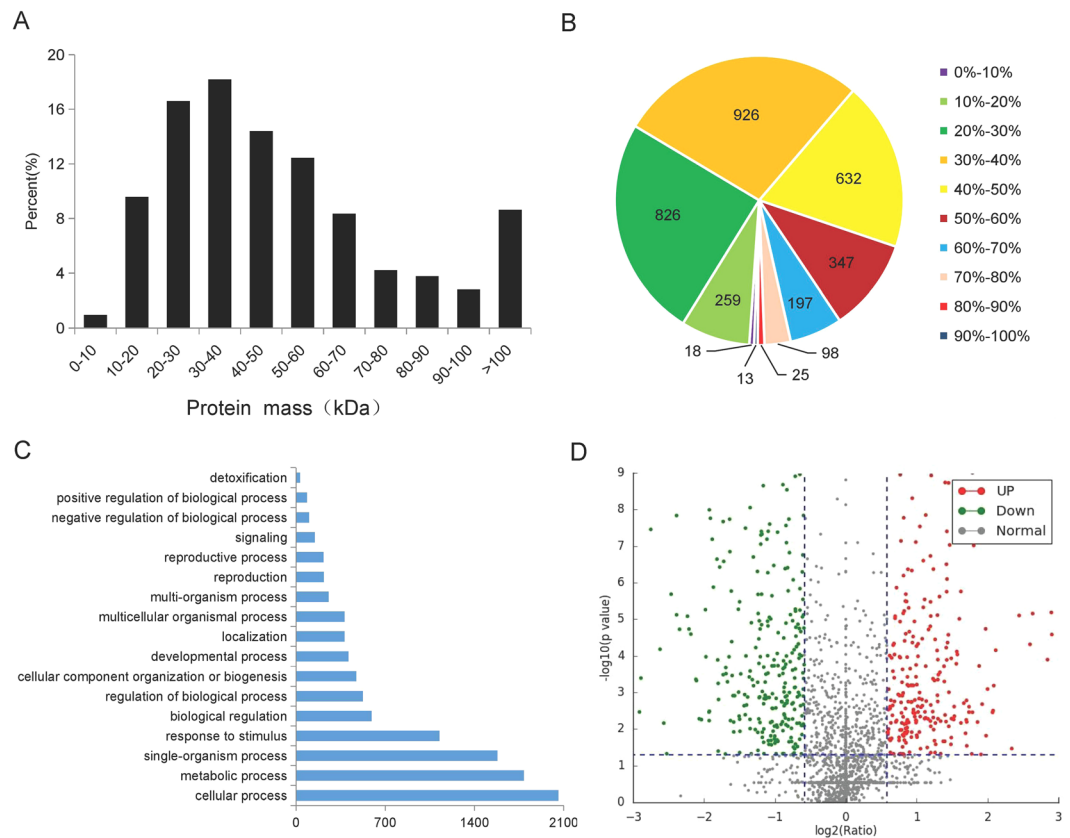 A
Percent(%)
20
16
12
8
4
0
0-10
10-20
20-30
30-40
40-50
50-60
60-70
70-80
80-90
90-100
>100
Protein mass（kDa）
B
926
632
826
347
259
197
18
13
25
98
0%-10%
10%-20%
20%-30%
30%-40%
40%-50%
50%-60%
60%-70%
70%-80%
80%-90%
90%-100%
C
detoxification
positive regulation of biological process
negative regulation of biological process
signaling
reproductive process
reproduction
multi-organism process
multicellular organismal process
localization
developmental process
cellular component organization or biogenesis
regulation of biological process
biological regulation
response to stimulus
single-organism process
metabolic process
cellular process
0 700 1400 2100
D
-log10(p value)
9
8
7
6
5
4
3
2
1
0
UP
Down
Normal
−3 −2 −1 0 1 2 3
log2(Ratio)